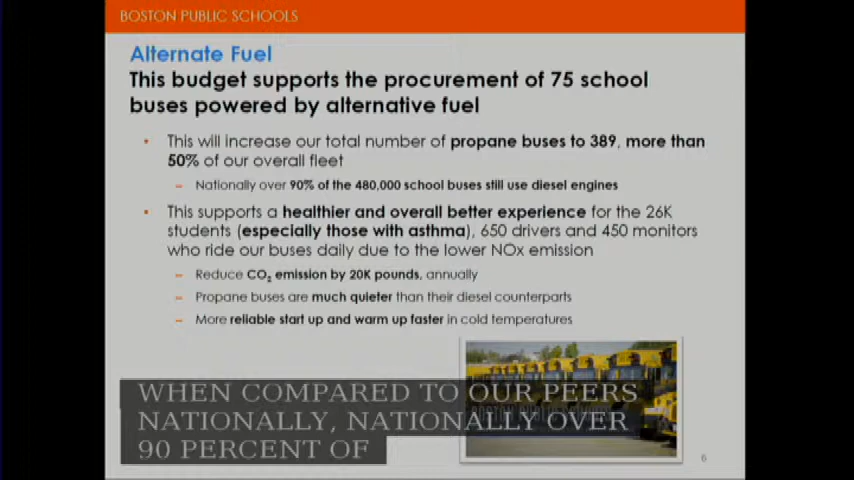 BOSTON PUBLIC SCHOOLS
Alternate Fuel
This budget supports the procurement of 75 school
buses powered by alternative fuel
• This will increase our total number of propane buses to 389, more than
50% of our overall fleet
– Nationally over 90% of the 480,000 school buses still use diesel engines
• This supports a healthier and overall better experience for the 26K
students (especially those with asthma), 650 drivers and 450 monitors
who ride our buses daily due to the lower NOx emission
– Reduce CO₂ emission by 20K pounds, annually
– Propane buses are much quieter than their diesel counterparts
– More reliable start up and warm up faster in cold temperatures
WHEN COMPARED TO OUR PEERS
NATIONALLY, NATIONALLY OVER
90 PERCENT OF
6